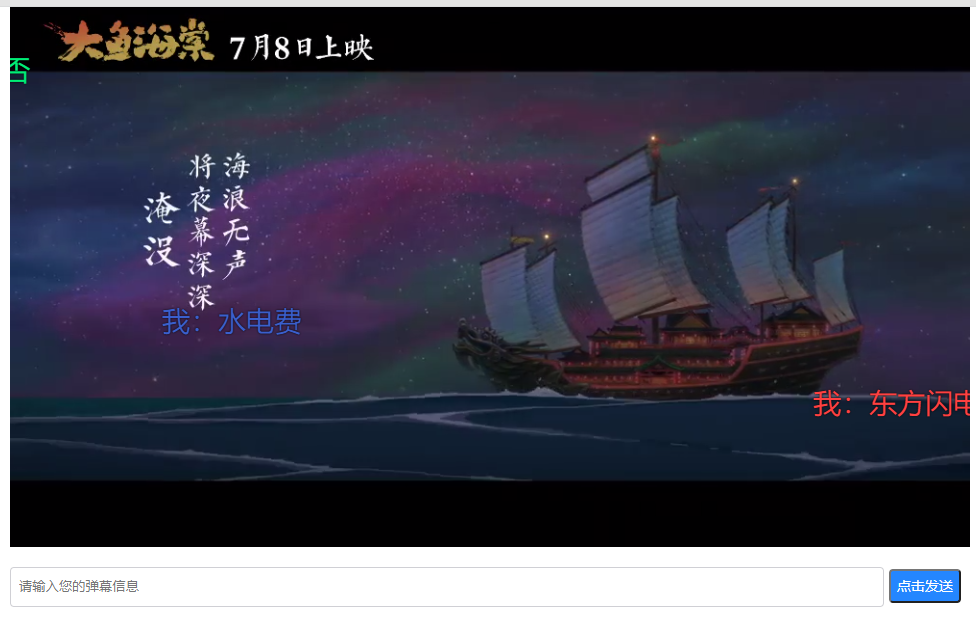 大鱼海棠 7月8日上映
否
海浪无声
将夜幕深深
淹没
我：水电费
我：东方闪电
请输入您的弹幕信息
点击发送